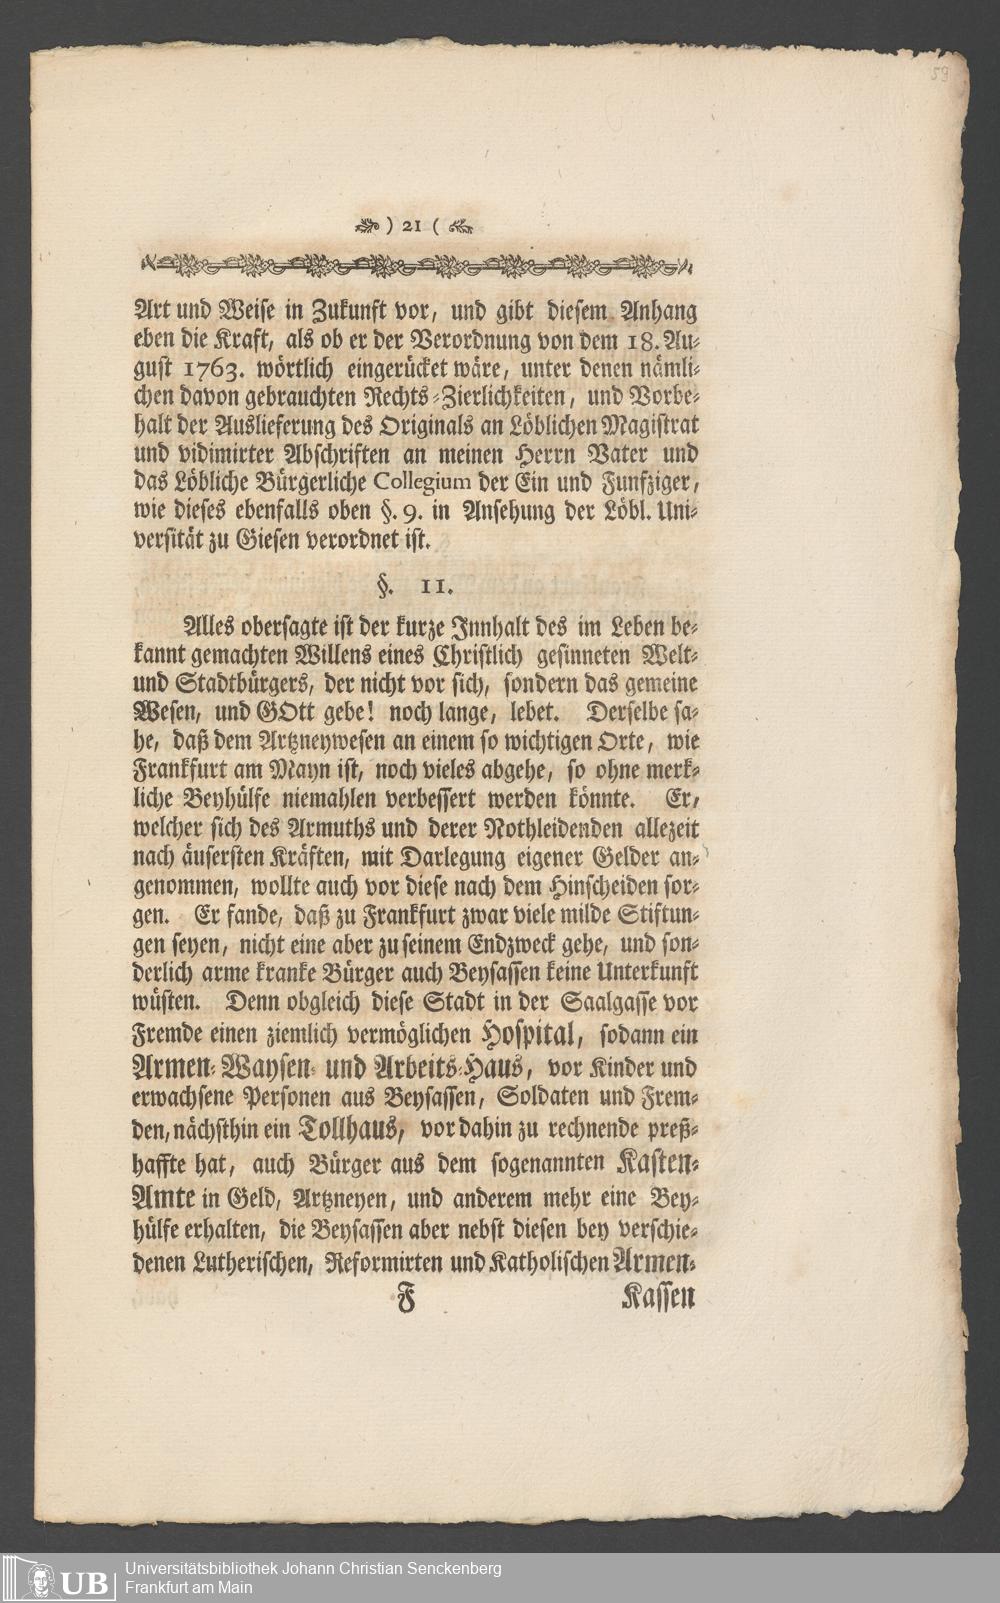 59
) 21 (
Art und Weise in Zukunft vor, und gibt diesem Anhang
eben die Kraft, als ob er der Verordnung von dem 18. Au-
gust 1763. wörtlich eingerücket wäre, unter denen nämli-
chen davon gebrauchten Rechts-Zierlichkeiten, und Vorbe-
halt der Auslieferung des Originals an Löblichen Magistrat
und vidimirter Abschriften an meinen Herrn Vater und
das Löbliche Bürgerliche Collegium der Ein und Funfziger,
wie dieses ebenfalls oben §. 9. in Ansehung der Löbl. Uni-
versität zu Giesen verordnet ist.
§. 11.
Alles obersagte ist der kurze Innhalt des im Leben be-
kannt gemachten Willens eines Christlich gesinneten Welt-
und Stadtbürgers, der nicht vor sich, sondern das gemeine
Wesen, und GOtt gebe! noch lange, lebet. Derselbe sa-
he, daß dem Artzneywesen an einem so wichtigen Orte, wie
Frankfurt am Mayn ist, noch vieles abgehe, so ohne merk-
liche Beyhülfe niemahlen verbessert werden könnte. Er,
welcher sich des Armuths und derer Nothleidenden allezeit
nach äusersten Kräften, mit Darlegung eigener Gelder an-
genommen, wollte auch vor diese nach dem Hinscheiden sor-
gen. Er fande, daß zu Frankfurt zwar viele milde Stiftun-
gen seyen, nicht eine aber zu seinem Endzweck gehe, und son-
derlich arme kranke Bürger auch Beysassen keine Unterkunft
wüsten. Denn obgleich diese Stadt in der Saalgasse vor
Fremde einen ziemlich vermöglichen Hospital, sodann ein
Armen- Waysen- und Arbeits-Haus, vor Kinder und
erwachsene Personen aus Beysassen, Soldaten und Frem-
den, nächsthin ein Tollhaus, vor dahin zu rechnende preß-
haffte hat, auch Bürger aus dem sogenannten Kasten-
Amte in Geld, Artzneyen, und anderem mehr eine Bey-
hülfe erhalten, die Beysassen aber nebst diesen bey verschie-
denen Lutherischen, Reformirten und Katholischen Armen-
F Kassen
UB Universitätsbibliothek Johann Christian Senckenberg
Frankfurt am Main